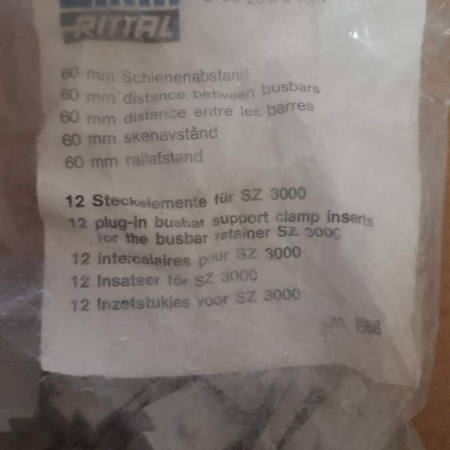 RITTAL
60 mm Schienenabstand
60 mm distance between busbars
60 mm distance entre les barres
60 mm skenavstånd
60 mm railafstand
12 Steckelemente für SZ 3000
12 plug-in busbar support clamp inserts
for the busbar retainer SZ 3000
12 intercalaires pour SZ 3000
12 Insatser för SZ 3000
12 Inzetstukjes voor SZ 3000
1988